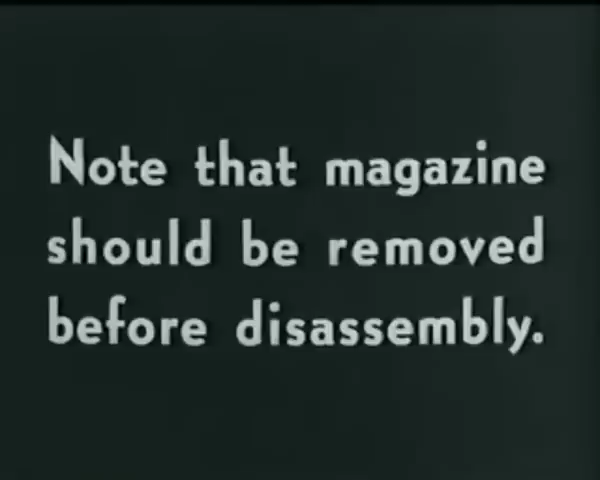 Note that magazine
should be removed
before disassembly.